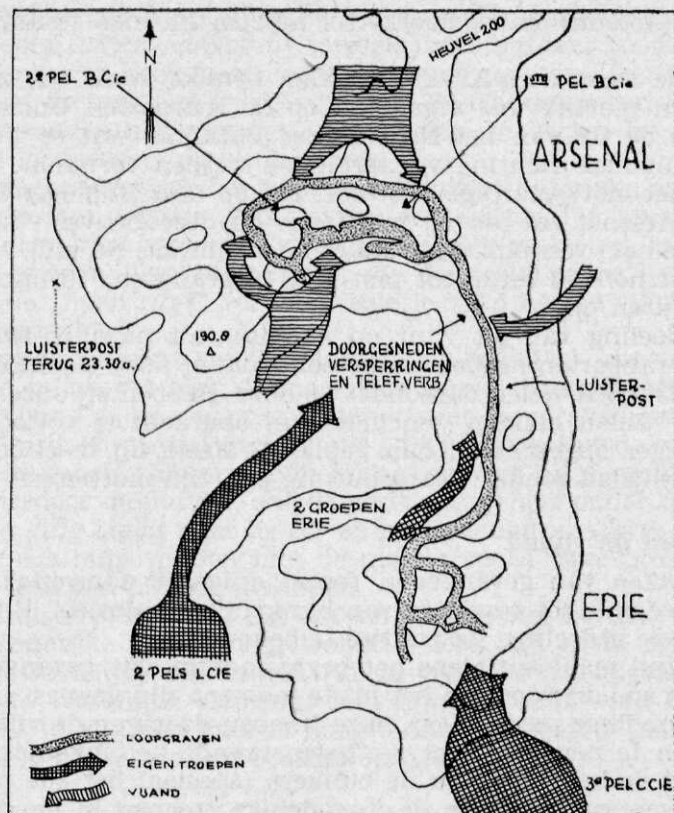 HEUVEL 200
N
2e PEL B.Cie
1ste PEL B.Cie
ARSENAL
LUISTERPOST
TERUG 23.30 u.
190.0
DOORGESNEDEN
VERSPERRINGEN
EN TELEF. VERB
LUISTER-
POST
2 GROEPEN
ERIE
ERIE
2 PELS L CIE
3e PEL C CIE
LOOPGRAVEN
EIGEN TROEPEN
VIJAND